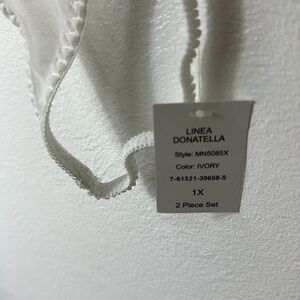 LINEA
DONATELLA
Style: MN5085X
Color: IVORY
7-61321-39658-5
1X
2 Piece Set